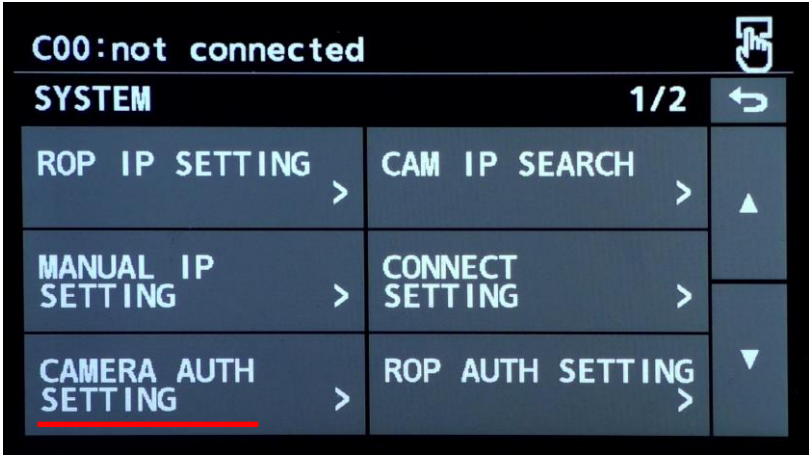 C00:not connected
SYSTEM 1/2
ROP IP SETTING >
CAM IP SEARCH >
MANUAL IP
SETTING >
CONNECT
SETTING >
CAMERA AUTH
SETTING >
ROP AUTH SETTING
>